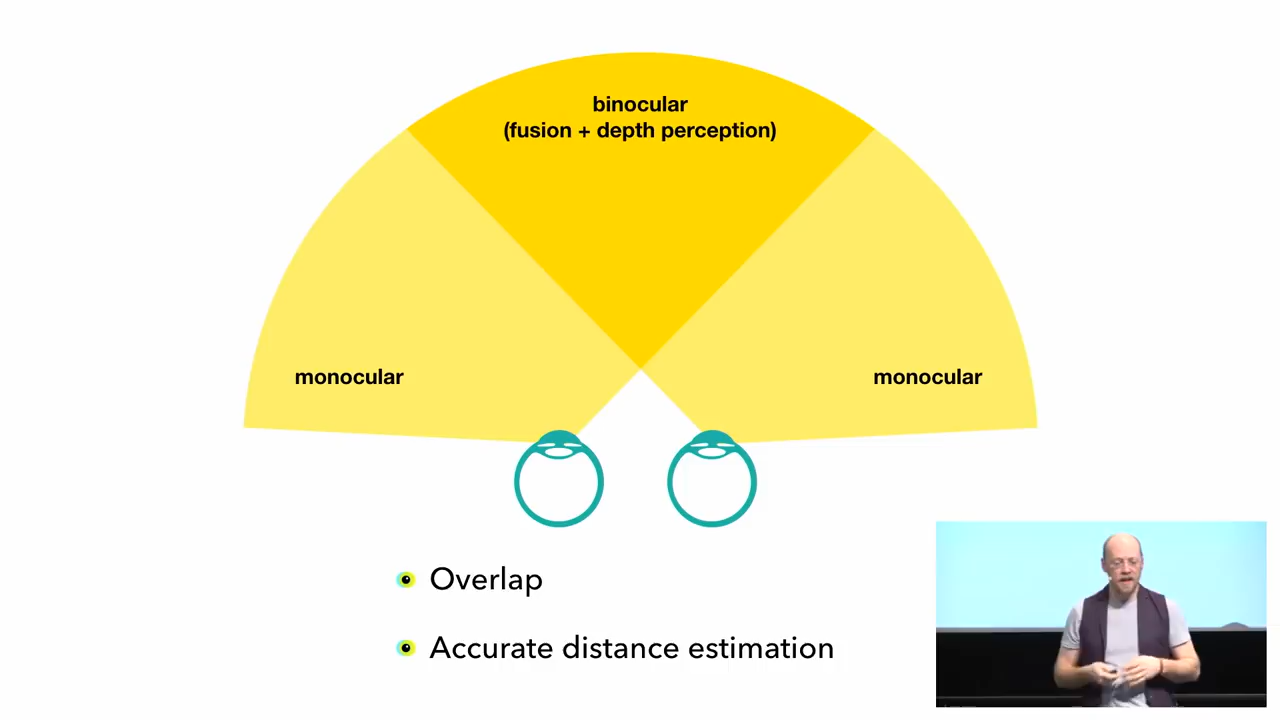 binocular
(fusion + depth perception)
monocular
monocular
Overlap
Accurate distance estimation